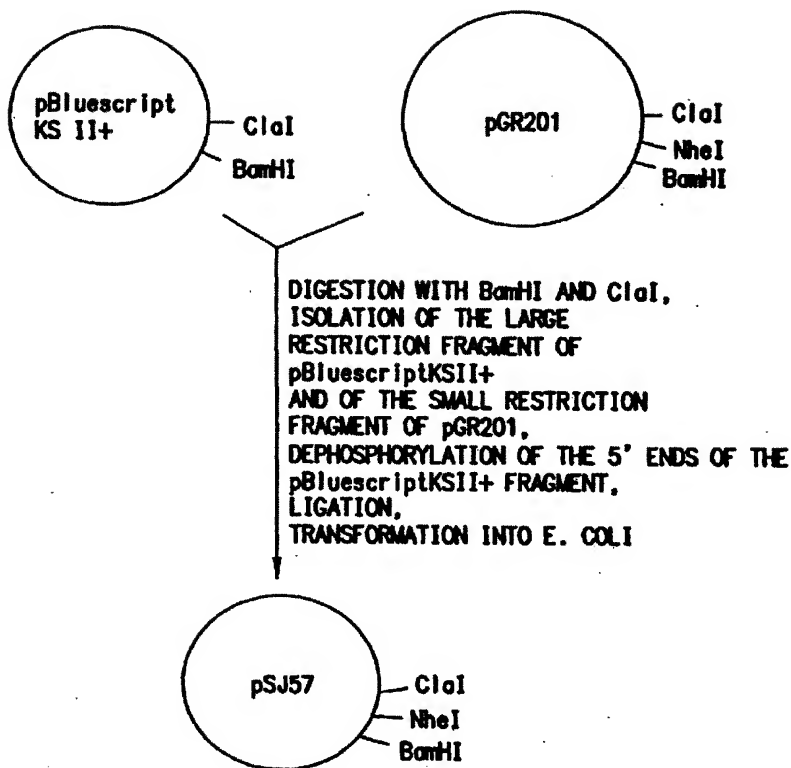 pBluescript
KS II+
ClaI
BamHI
pGR201
ClaI
NheI
BamHI
DIGESTION WITH BamHI AND ClaI,
ISOLATION OF THE LARGE
RESTRICTION FRAGMENT OF
pBluescriptKSII+
AND OF THE SMALL RESTRICTION
FRAGMENT OF pGR201,
DEPHOSPHORYLATION OF THE 5' ENDS OF THE
pBluescriptKSII+ FRAGMENT,
LIGATION,
TRANSFORMATION INTO E. COLI
pSJ57
ClaI
NheI
BamHI